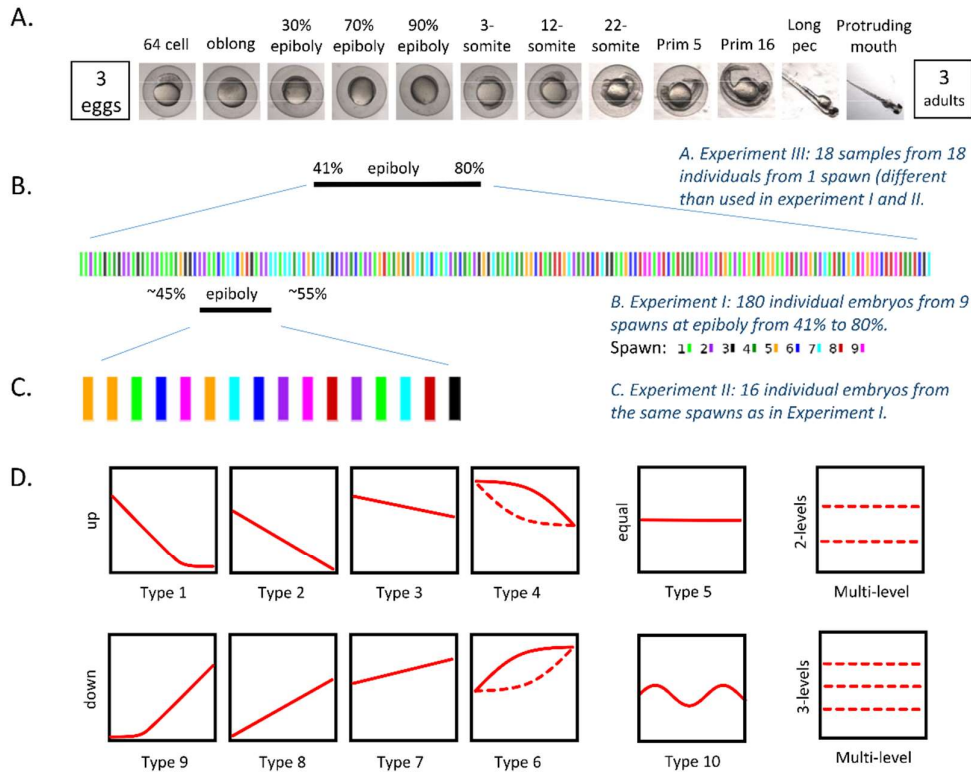 A.
3
eggs
64 cell
oblong
30%
epiboly
70%
epiboly
90%
epiboly
3-
somite
12-
somite
22-
somite
Prim 5
Prim 16
Long
pec
Protruding
mouth
3
adults
41% epiboly 80%
A. Experiment III: 18 samples from 18
individuals from 1 spawn (different
than used in experiment I and II.
B.
~45% epiboly ~55%
B. Experiment I: 180 individual embryos from 9
spawns at epiboly from 41% to 80%.
Spawn: 1 2 3 4 5 6 7 8 9
C.
C. Experiment II: 16 individual embryos from
the same spawns as in Experiment I.
D.
up
Type 1
Type 2
Type 3
Type 4
equal
Type 5
2-levels
Multi-level
down
Type 9
Type 8
Type 7
Type 6
Type 10
3-levels
Multi-level